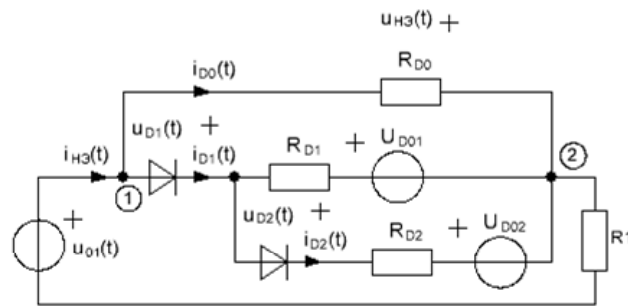 uНЭ(t) +
iD0(t)
RD0
uD1(t) +
iНЭ(t)
iD1(t)
RD1
+ UD01
2
1
+
u01(t)
uD2(t) +
iD2(t)
RD2
+ UD02
R1